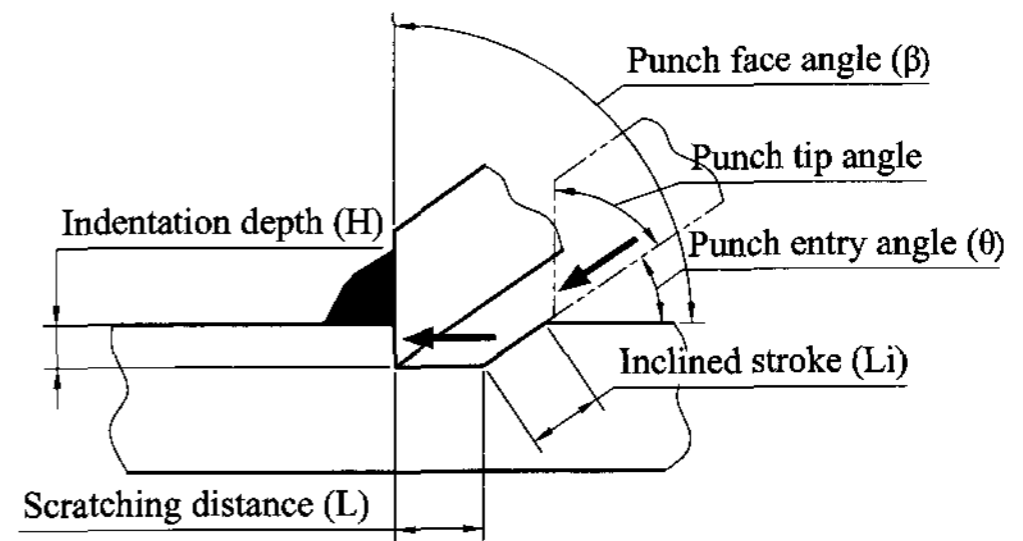 Punch face angle (β)
Punch tip angle
Indentation depth (H)
Punch entry angle (θ)
Inclined stroke (Li)
Scratching distance (L)